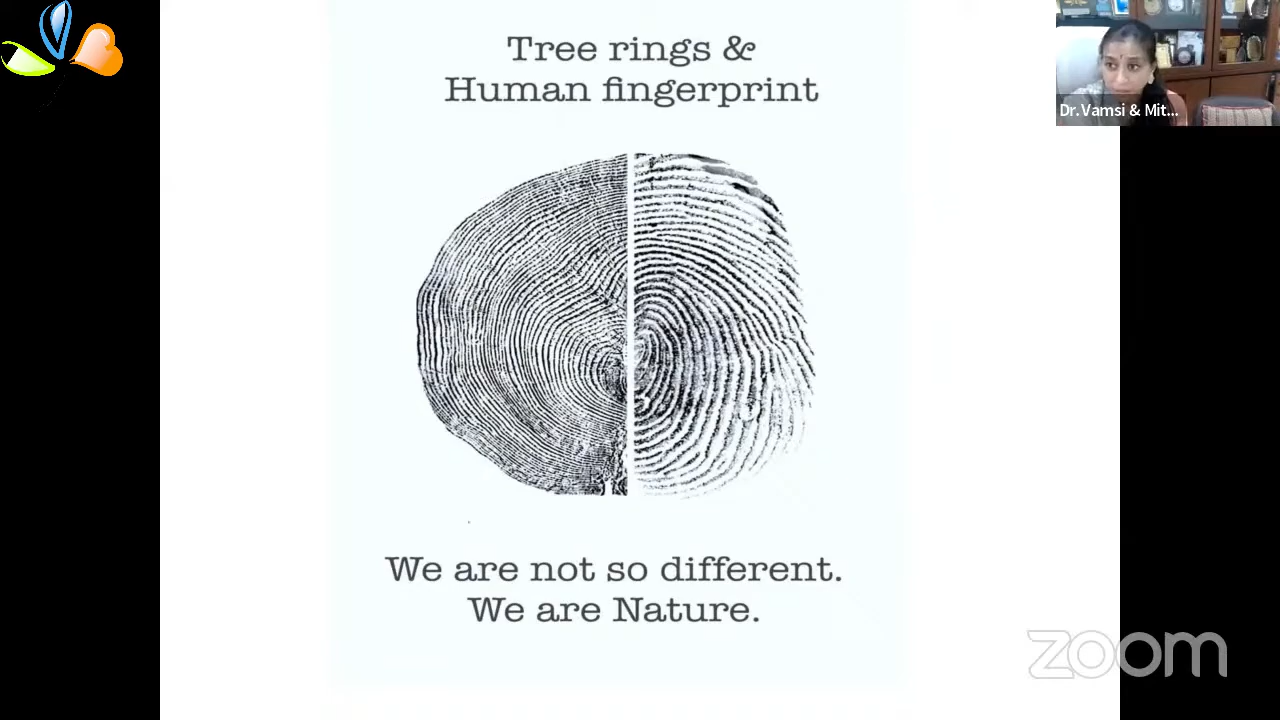 Tree rings &
Human fingerprint
Dr.Vamsi & Mit...
We are not so different.
We are Nature.
zoom